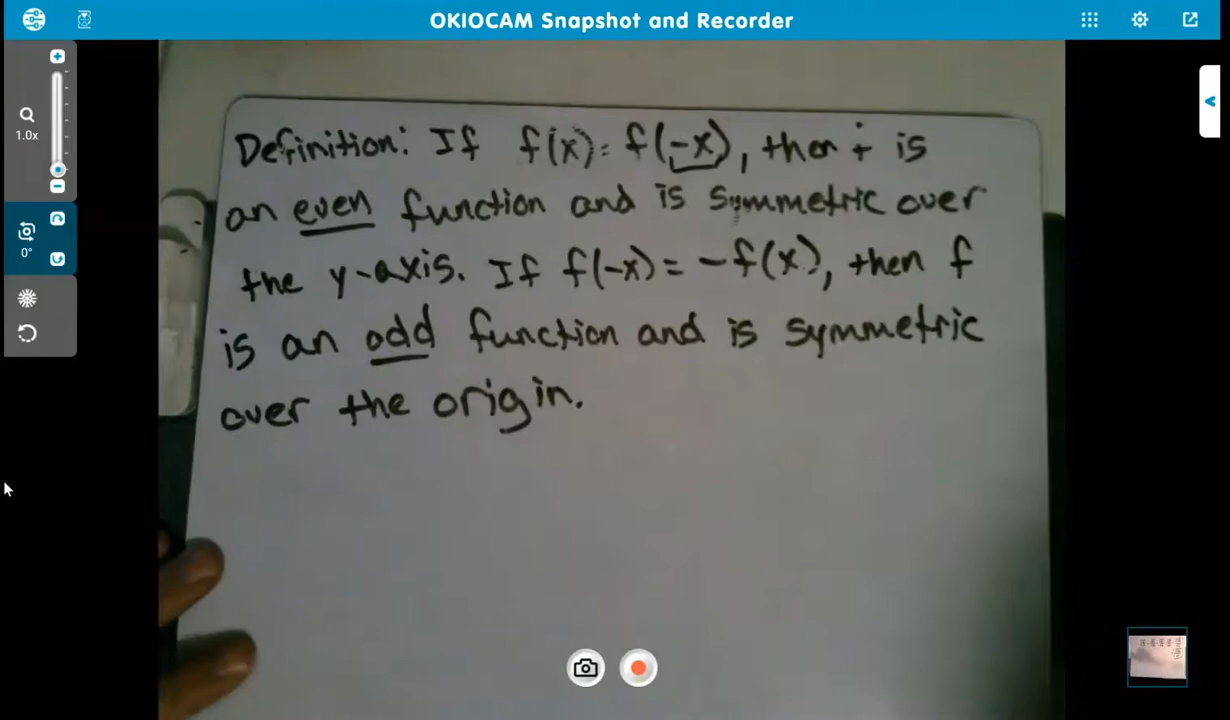 OKIOCAM Snapshot and Recorder
1.0x
0°
Definition: If f(x) = f(-x), then f is
an even function and is symmetric over
the y-axis. If f(-x) = -f(x), then f
is an odd function and is symmetric
over the origin.